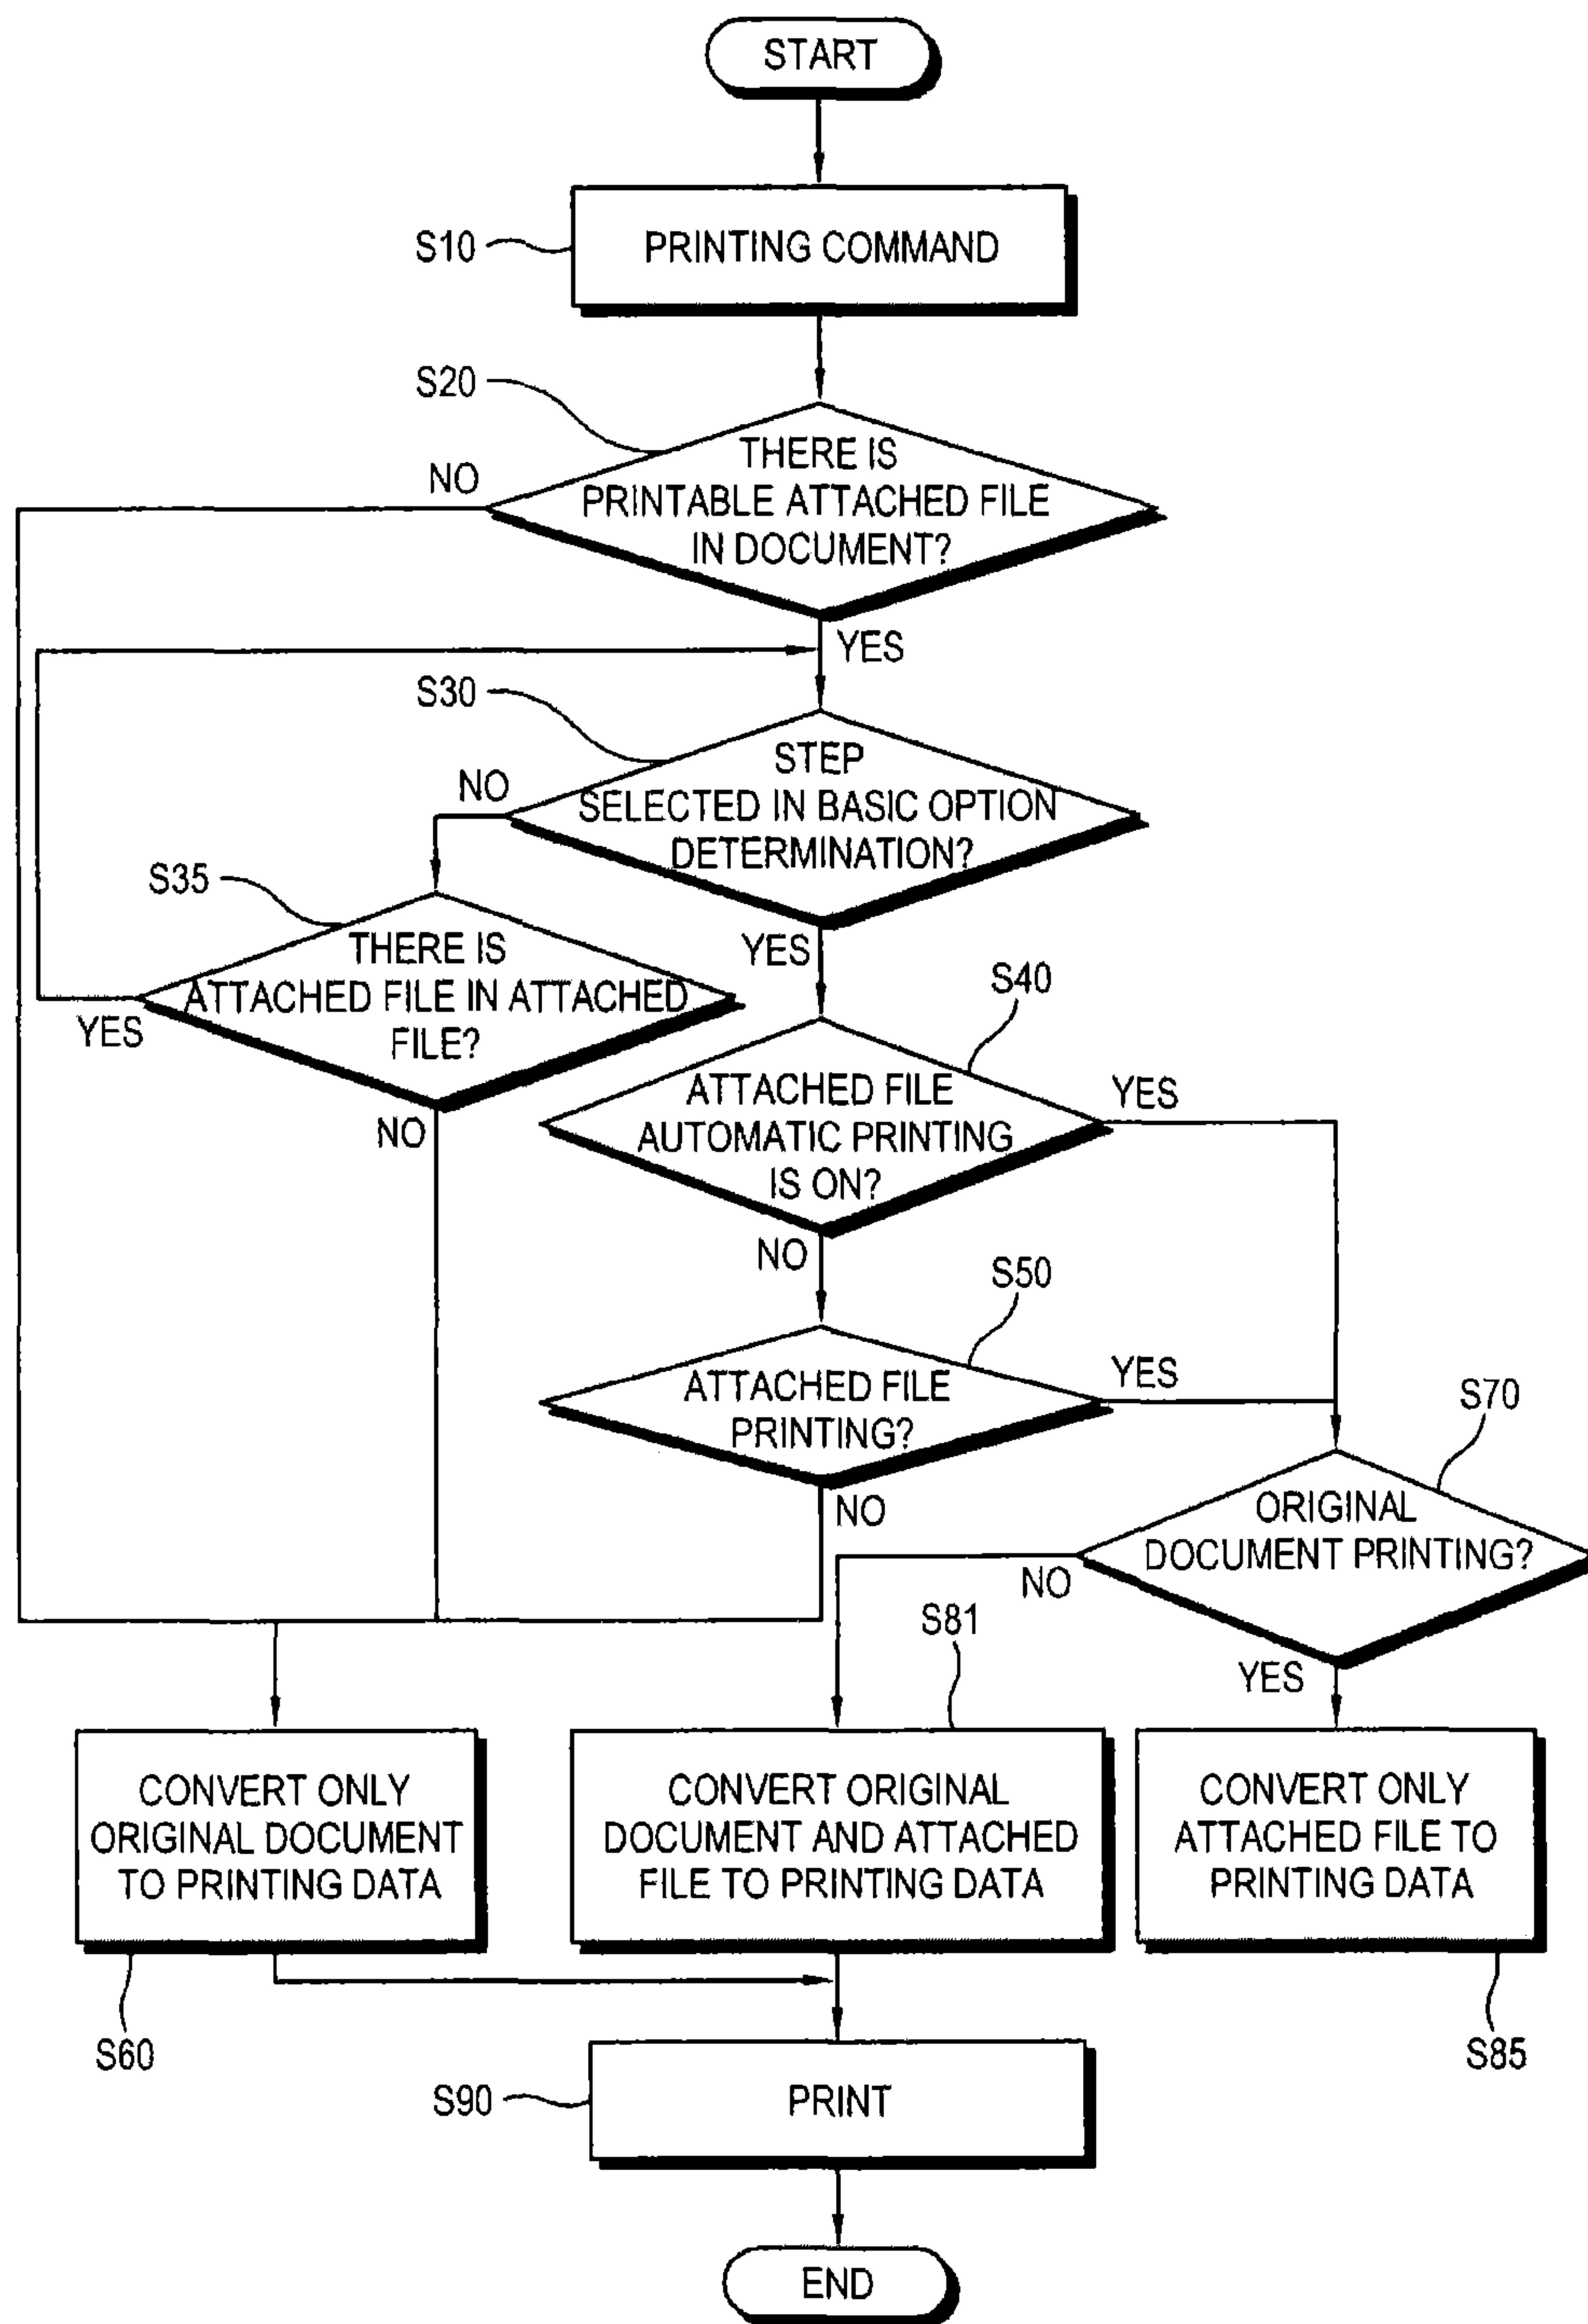 START
S10
PRINTING COMMAND
S20
NO
THERE IS
PRINTABLE ATTACHED FILE
IN DOCUMENT?
YES
S30
NO
STEP
SELECTED IN BASIC OPTION
DETERMINATION?
S35
YES
THERE IS
ATTACHED FILE IN ATTACHED
FILE?
YES
NO
S40
ATTACHED FILE
AUTOMATIC PRINTING
IS ON?
YES
NO
S50
ATTACHED FILE
PRINTING?
YES
NO
S70
ORIGINAL
DOCUMENT PRINTING?
NO
YES
S81
CONVERT ONLY
ORIGINAL DOCUMENT
TO PRINTING DATA
CONVERT ORIGINAL
DOCUMENT AND ATTACHED
FILE TO PRINTING DATA
CONVERT ONLY
ATTACHED FILE TO
PRINTING DATA
S60
S85
S90
PRINT
END